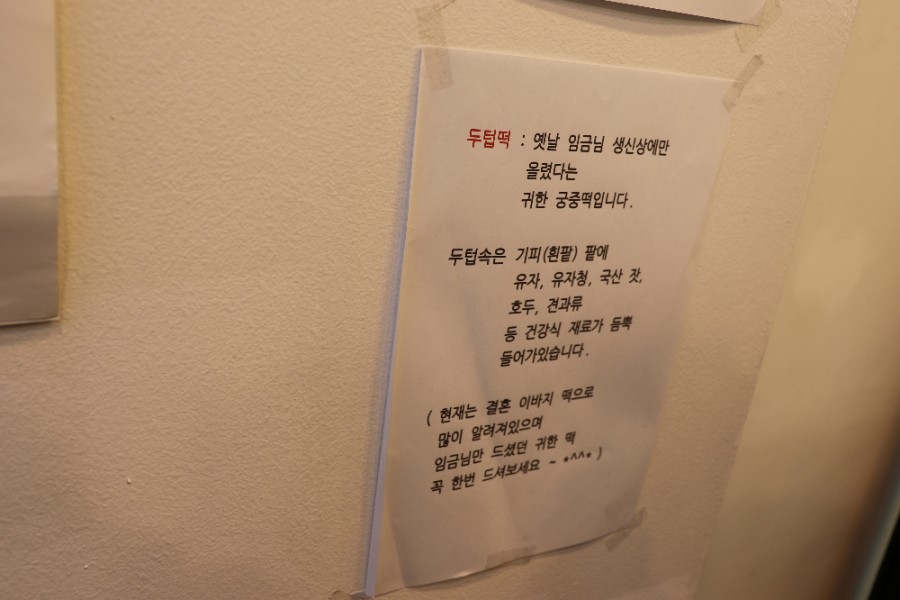 두텁떡 : 옛날 임금님 생신상에만
올렸다는
귀한 궁중떡입니다.
두텁속은 기피(흰팥) 팥에
유자, 유자청, 국산 잣,
호두, 견과류
등 건강식 재료가 듬뿍
들어가있습니다.
( 현재는 결혼 이바지 떡으로
많이 알려져있으며
임금님만 드셨던 귀한 떡
꼭 한번 드셔보세요 ~ *^^* )